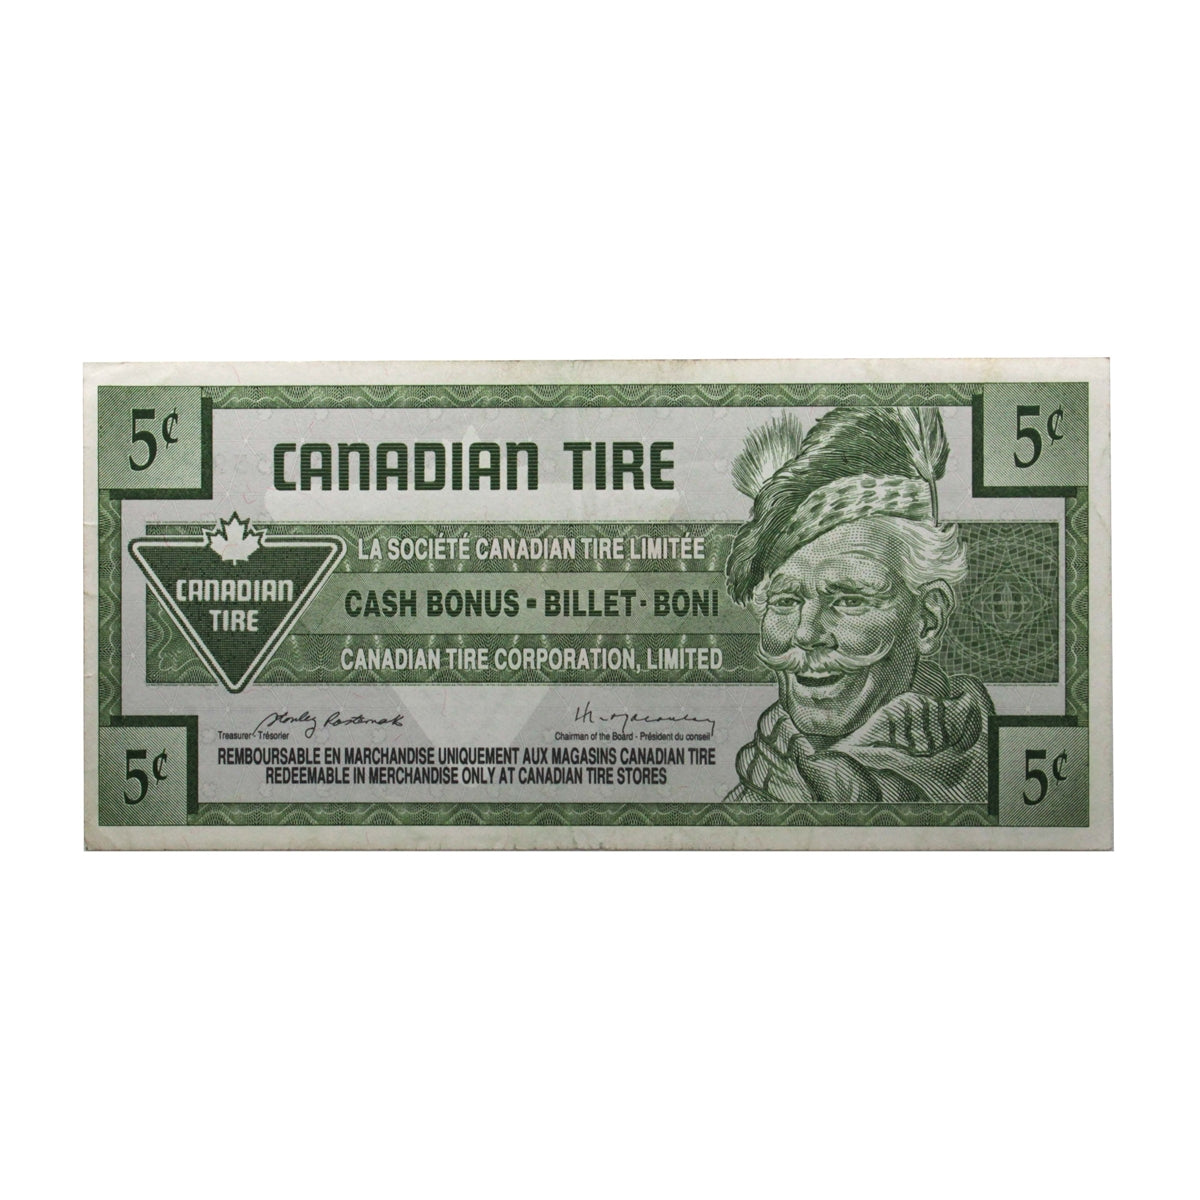 5¢
5¢
CANADIAN TIRE
CANADIAN
TIRE
LA SOCIÉTÉ CANADIAN TIRE LIMITÉE
CASH BONUS - BILLET - BONI
CANADIAN TIRE CORPORATION, LIMITED
Stanley Pasternak
Treasurer - Trésorier
Chairman of the Board - Président du conseil
REMBOURSABLE EN MARCHANDISE UNIQUEMENT AUX MAGASINS CANADIAN TIRE
REDEEMABLE IN MERCHANDISE ONLY AT CANADIAN TIRE STORES
5¢
5¢